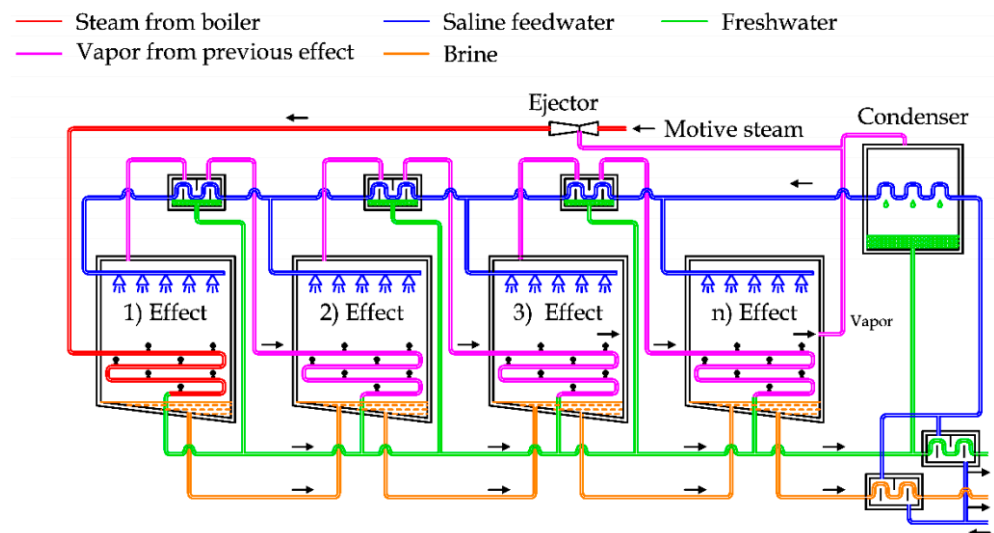 Steam from boiler
Saline feedwater
Freshwater
Vapor from previous effect
Brine
Ejector
Motive steam
Condenser
1) Effect
2) Effect
3) Effect
n) Effect
Vapor